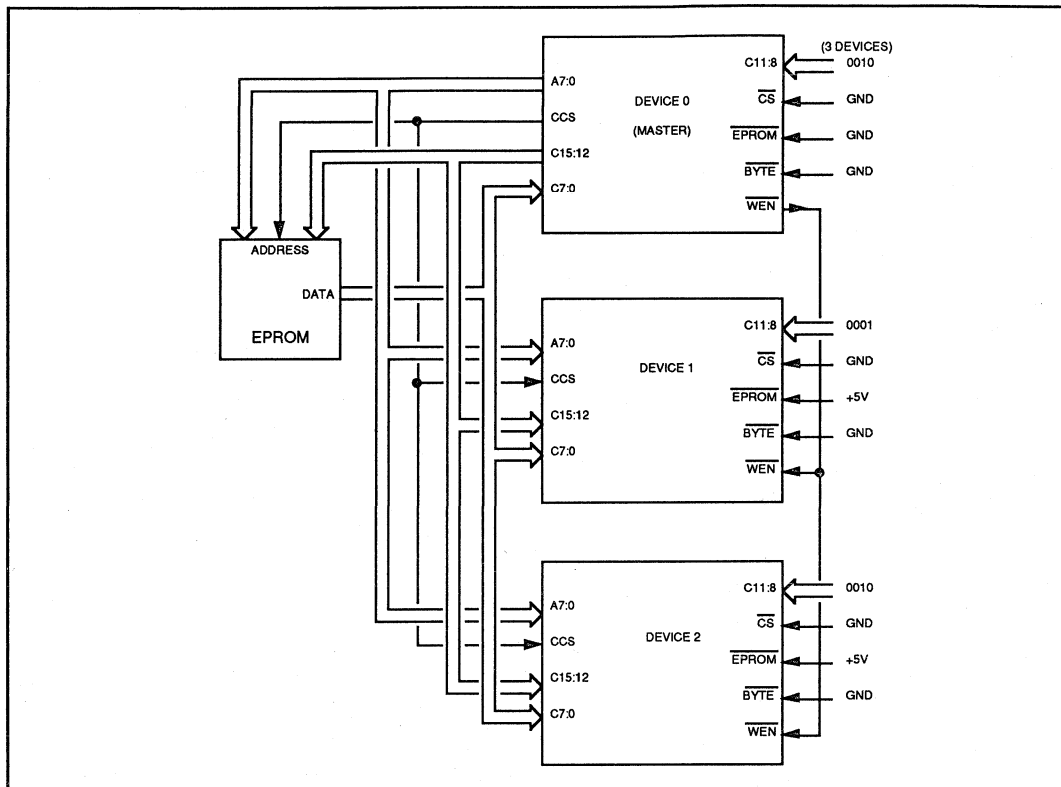 (3 DEVICES)
C11:8 0010
A7:0
DEVICE 0
CS GND
CCS
(MASTER)
EPROM GND
C15:12
BYTE GND
C7:0
WEN
ADDRESS
DATA
EPROM
C11:8 0001
A7:0
DEVICE 1
CS GND
CCS
EPROM +5V
C15:12
BYTE GND
C7:0
WEN
C11:8 0010
A7:0
DEVICE 2
CS GND
CCS
EPROM +5V
C15:12
BYTE GND
C7:0
WEN